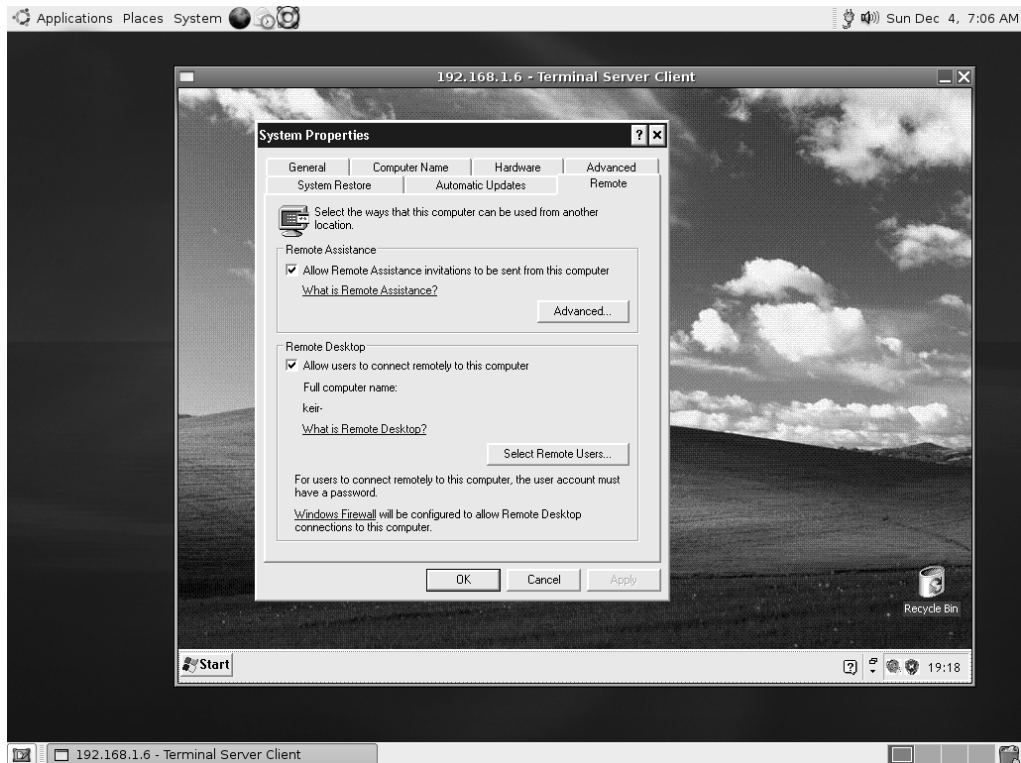 Applications Places System
Sun Dec 4, 7:06 AM
192.168.1.6 - Terminal Server Client
System Properties
General Computer Name Hardware Advanced
System Restore Automatic Updates Remote
Select the ways that this computer can be used from another
location.
Remote Assistance
Allow Remote Assistance invitations to be sent from this computer
What is Remote Assistance?
Advanced...
Remote Desktop
Allow users to connect remotely to this computer
Full computer name:
keir-
What is Remote Desktop?
Select Remote Users...
For users to connect remotely to this computer, the user account must
have a password.
Windows Firewall will be configured to allow Remote Desktop
connections to this computer.
OK Cancel Apply
Recycle Bin
Start
19:18
192.168.1.6 - Terminal Server Client